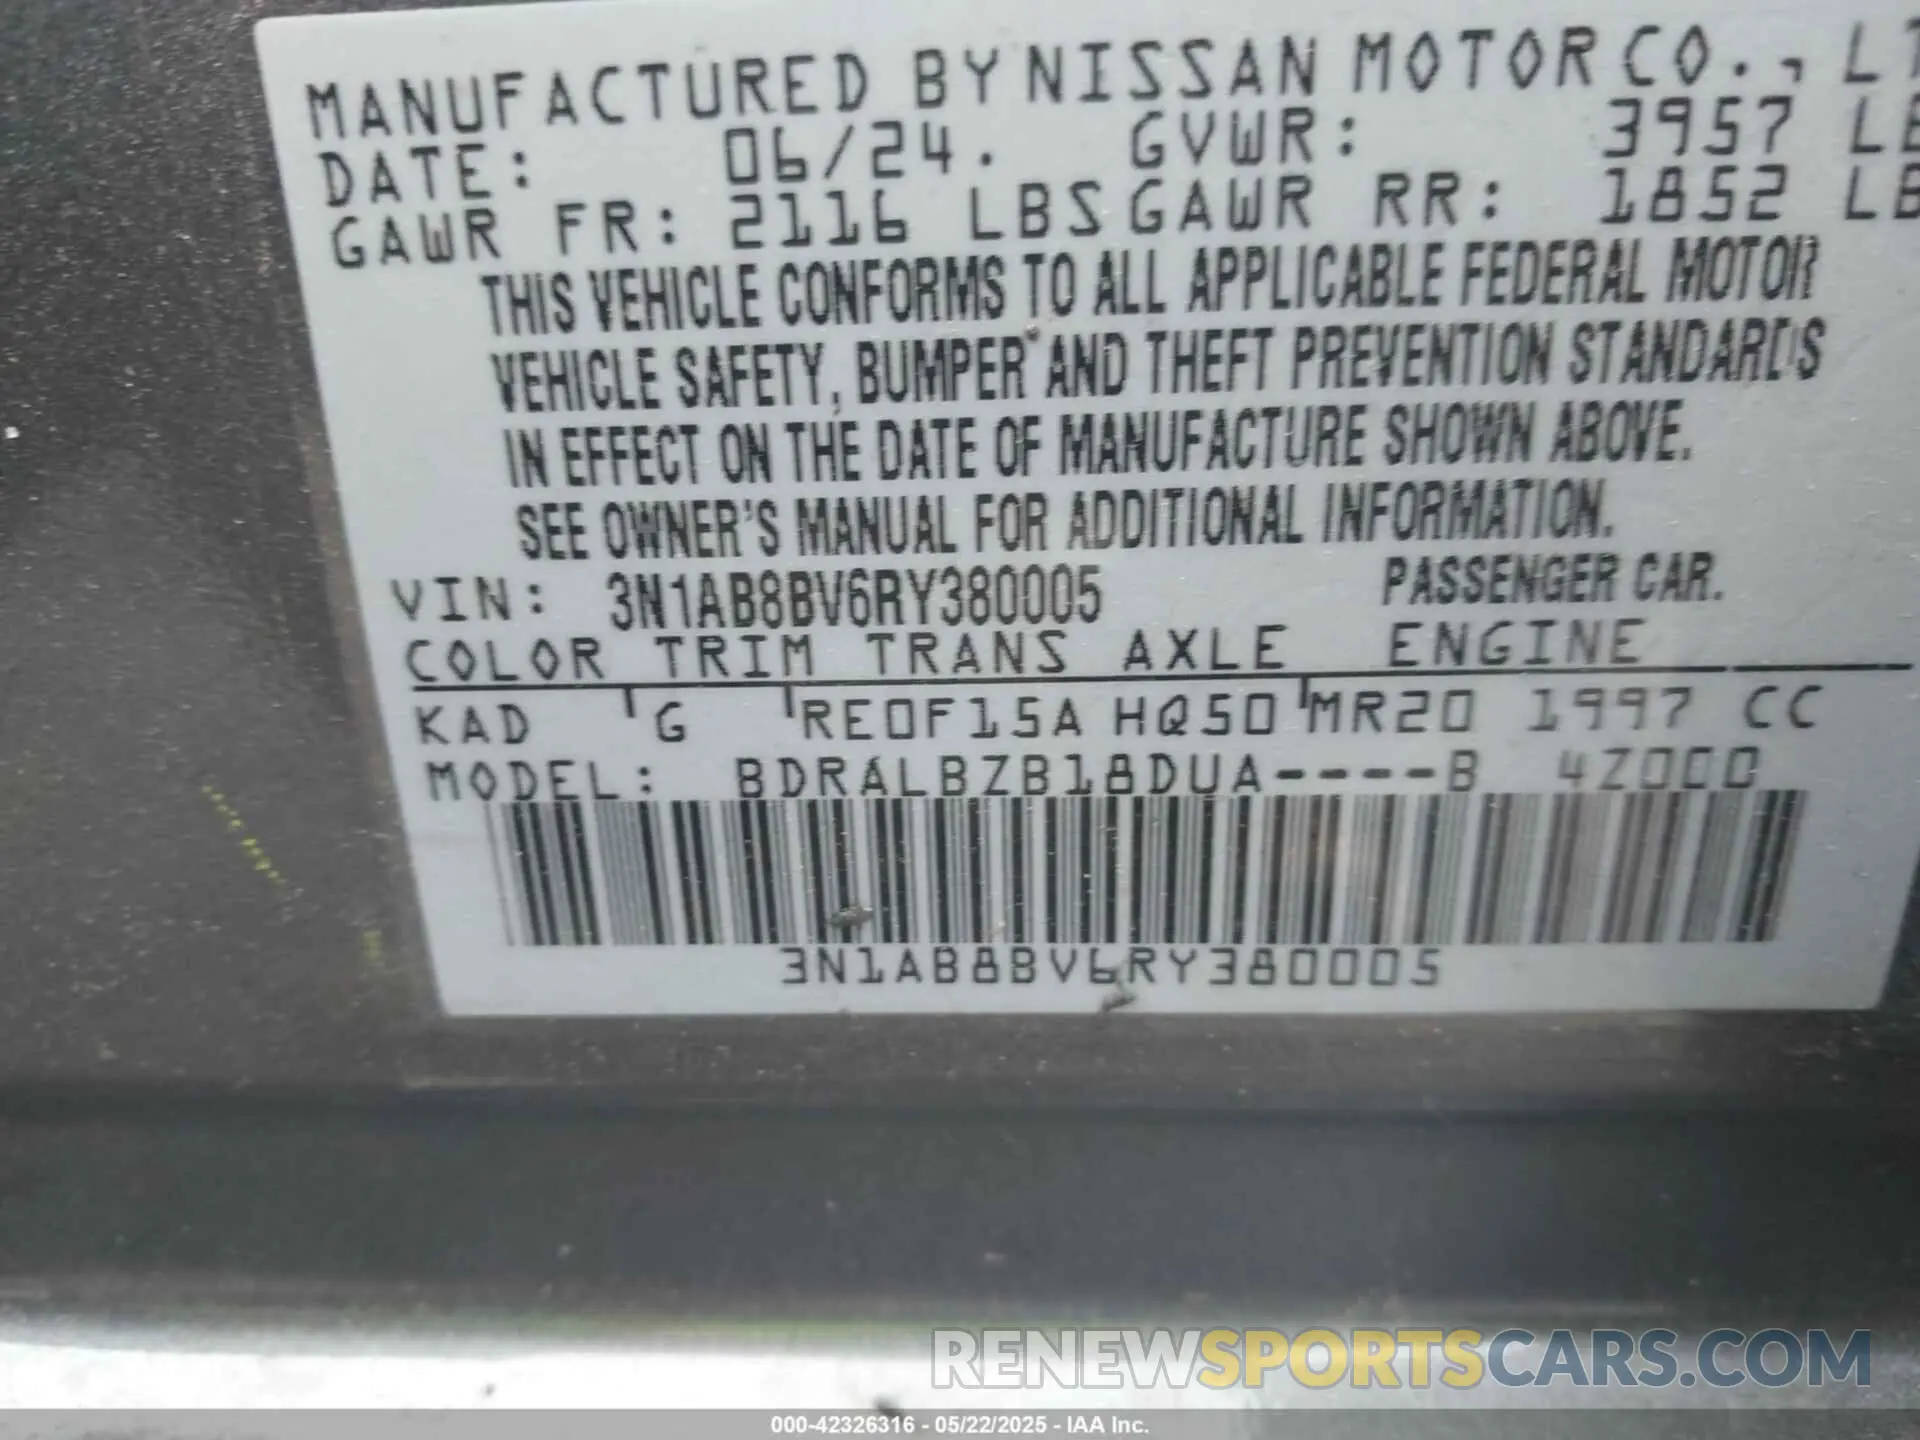 MANUFACTURED BY NISSAN MOTOR CO., LT
DATE: 06/24. GVWR: 3957 LB
GAWR FR: 2116 LBS GAWR RR: 1852 LB
THIS VEHICLE CONFORMS TO ALL APPLICABLE FEDERAL MOTOR
VEHICLE SAFETY, BUMPER AND THEFT PREVENTION STANDARDS
IN EFFECT ON THE DATE OF MANUFACTURE SHOWN ABOVE.
SEE OWNER'S MANUAL FOR ADDITIONAL INFORMATION.
VIN: 3N1AB8BV6RY380005 PASSENGER CAR.
COLOR TRIM TRANS AXLE ENGINE
KAD G RE0F15A HQ50 MR20 1997 CC
MODEL: BDRALBZB18DUA----B 4Z000
3N1AB8BV6RY380005
RENEWSPORTSCARS.COM
000-42326316 - 05/22/2025 - IAA Inc.